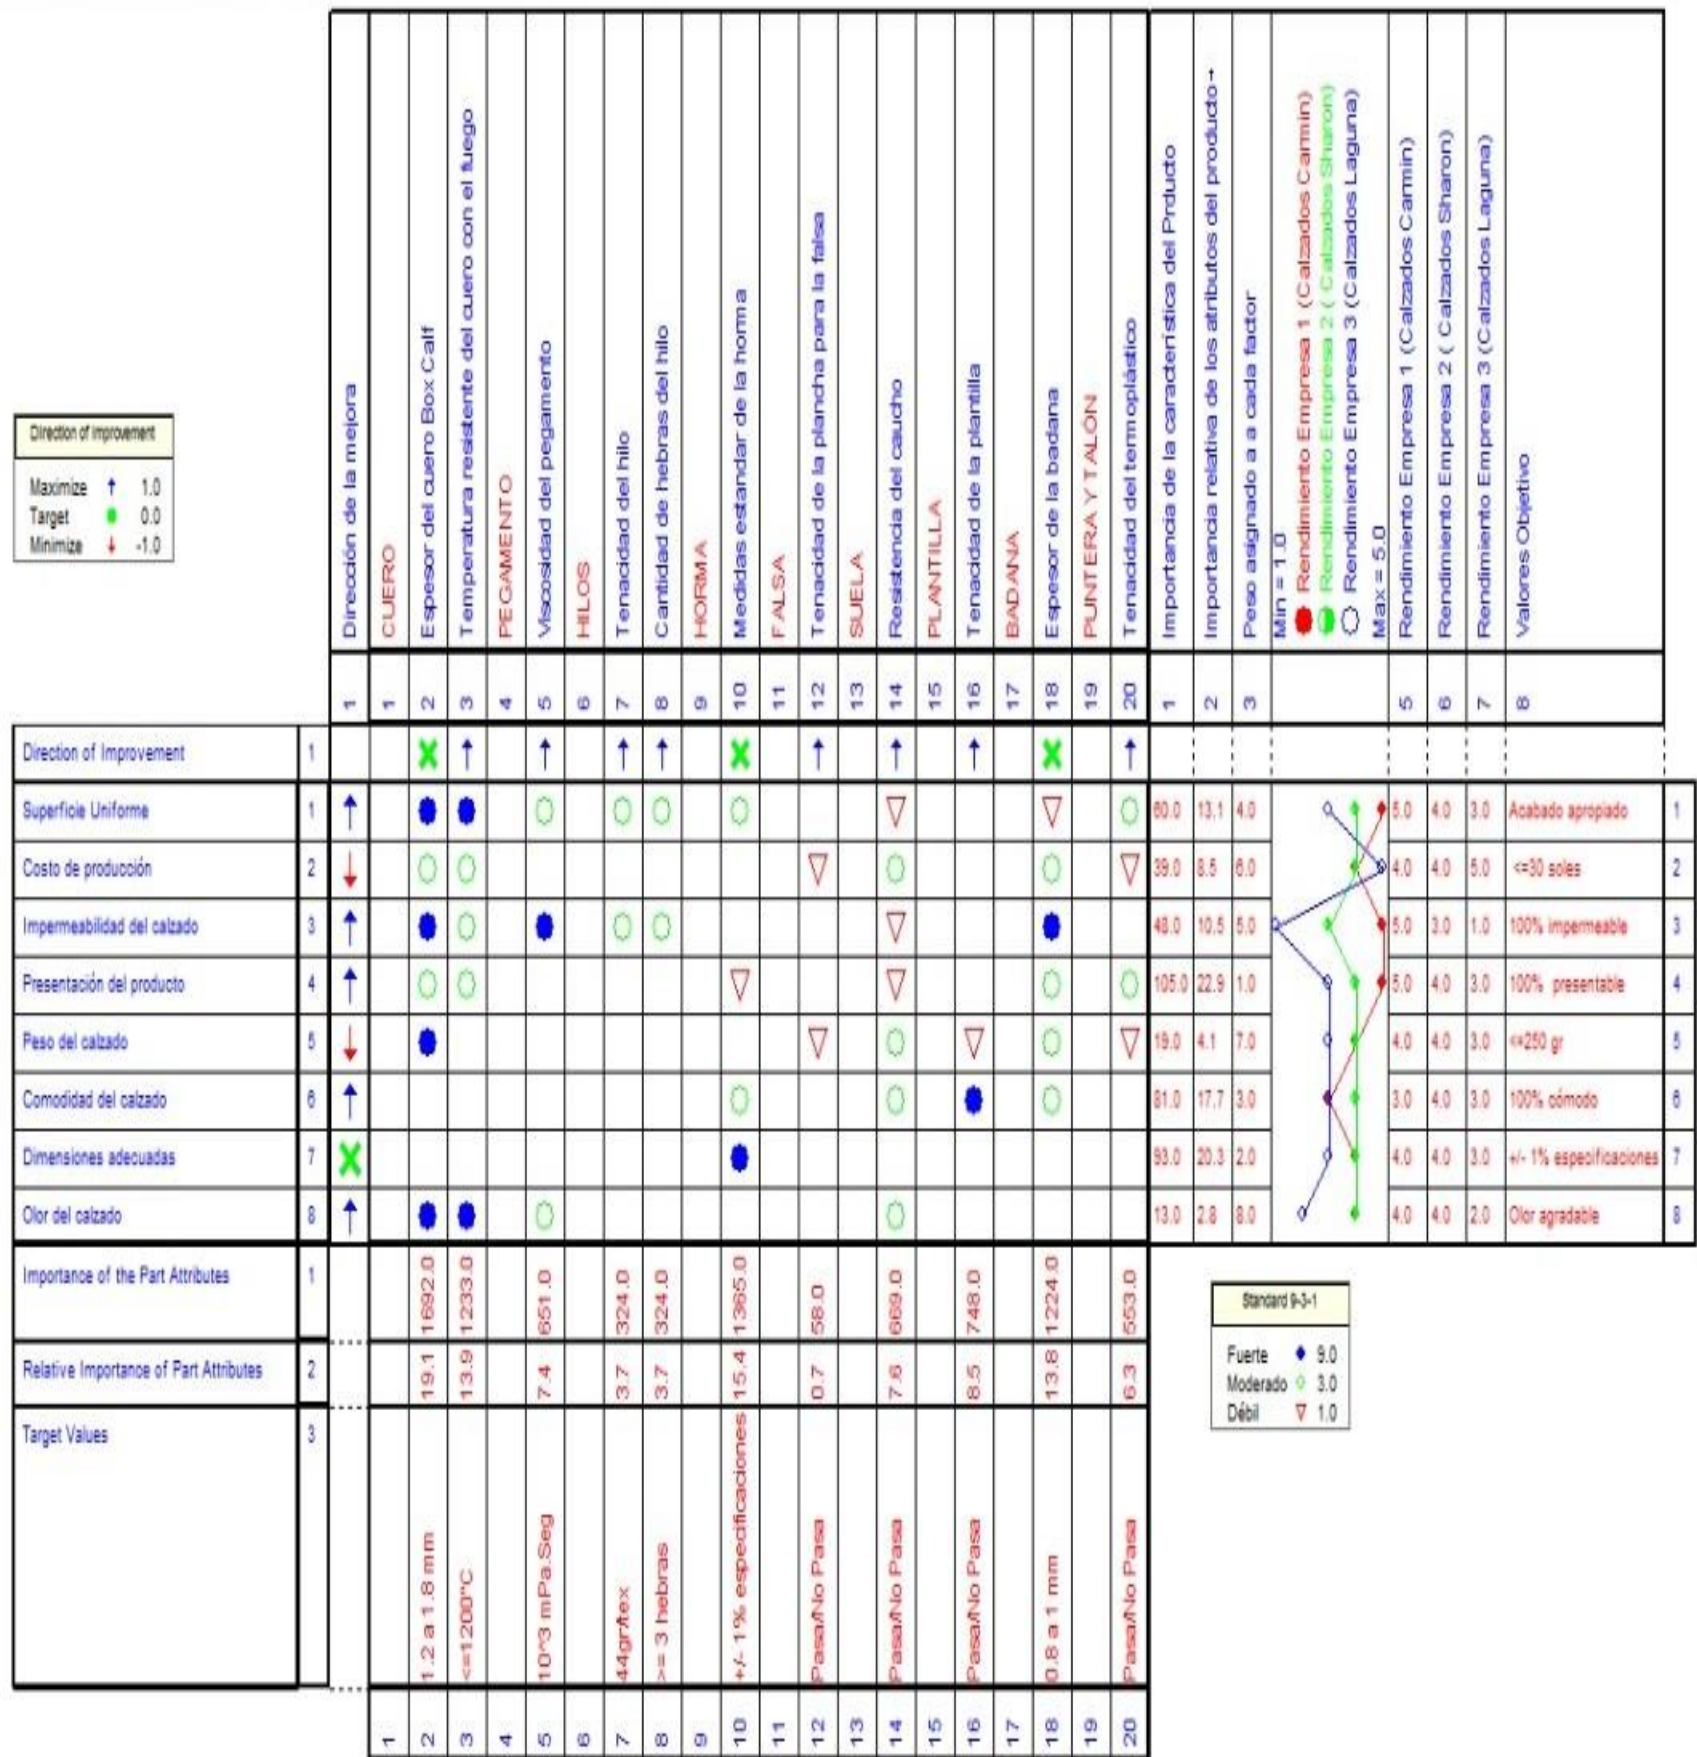 Direction of Improvement
Maximize ↑ 1.0
Target 0.0
Minimize ↓ -1.0
Dirección de la mejora
CUERO
Espesor del cuero Box Calf
Temperatura resistente del cuero con el fuego
PEGAMENTO
Viscosidad del pegamento
HILOS
Tenacidad del hilo
Cantidad de hebras del hilo
HORMA
Medidas estandar de la horma
FALSA
Tenacidad de la plancha para la falsa
SUELA
Resistencia del caucho
PLANTILLA
Tenacidad de la plantilla
BADANA
Espesor de la badana
PUNTERA Y TALÓN
Tenacidad del termoplástico
Importancia de la característica del Prducto
Importancia relativa de los atributos del producto→
Peso asignado a cada factor
Min = 1.0
Rendimiento Empresa 1 (Calzados Carmin)
Rendimiento Empresa 2 ( Calzados Sharon)
Rendimiento Empresa 3 (Calzados Laguna)
Max = 5.0
Rendimiento Empresa 1 (Calzados Carmin)
Rendimiento Empresa 2 ( Calzados Sharon)
Rendimiento Empresa 3 (Calzados Laguna)
Valores Objetivo
1 1 2 3 4 5 6 7 8 9 10 11 12 13 14 15 16 17 18 19 20 1 2 3 5 6 7 8
Direction of Improvement 1
Superficie Uniforme 1 60.0 13.1 4.0 5.0 4.0 3.0 Acabado apropiado 1
Costo de producción 2 39.0 8.5 6.0 4.0 4.0 5.0 <=30 soles 2
Impermeabilidad del calzado 3 48.0 10.5 5.0 5.0 3.0 1.0 100% impermeable 3
Presentación del producto 4 105.0 22.9 1.0 5.0 4.0 3.0 100% presentable 4
Peso del calzado 5 19.0 4.1 7.0 4.0 4.0 3.0 <=250 gr 5
Comodidad del calzado 6 81.0 17.7 3.0 3.0 4.0 3.0 100% cómodo 6
Dimensiones adecuadas 7 93.0 20.3 2.0 4.0 4.0 3.0 +/- 1% especificaciones 7
Olor del calzado 8 13.0 2.8 8.0 4.0 4.0 2.0 Olor agradable 8
Importance of the Part Attributes 1 1692.0 1233.0 651.0 324.0 324.0 1365.0 58.0 669.0 748.0 1224.0 553.0
Relative Importance of Part Attributes 2 19.1 13.9 7.4 3.7 3.7 15.4 0.7 7.6 8.5 13.8 6.3
Target Values 3
1.2 a 1.8 mm
<=1200°C
10^3 mPa.Seg
44gr/tex
>= 3 hebras
+/- 1% especificaciones
Pasa/No Pasa
Pasa/No Pasa
Pasa/No Pasa
0.8 a 1 mm
Pasa/No Pasa
1 2 3 4 5 6 7 8 9 10 11 12 13 14 15 16 17 18 19 20
Standard 9-3-1
Fuerte 9.0
Moderado 3.0
Débil 1.0